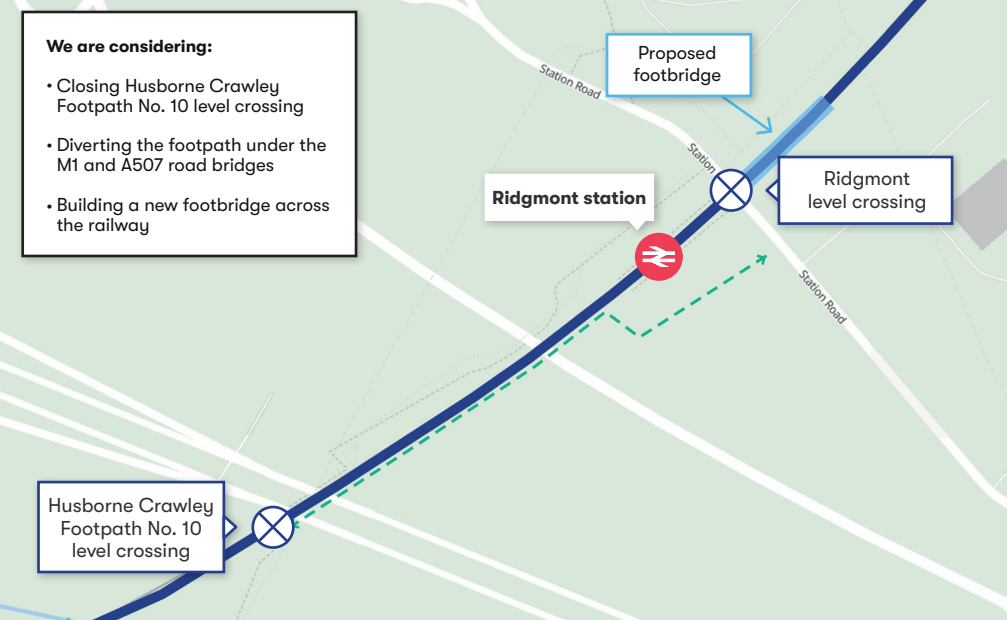 We are considering:
• Closing Husborne Crawley
Footpath No. 10 level crossing
• Diverting the footpath under the
M1 and A507 road bridges
• Building a new footbridge across
the railway
Proposed
footbridge
Station Road
Station
Ridgmont station
Ridgmont
level crossing
Station Road
Husborne Crawley
Footpath No. 10
level crossing